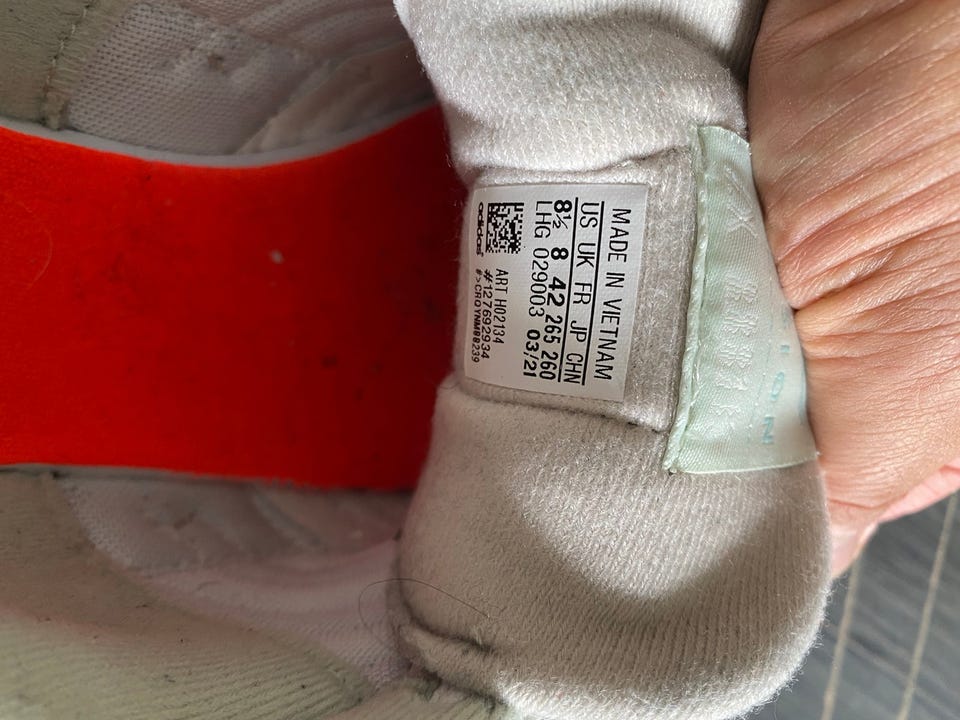 MADE IN VIETNAM
US UK FR JP CHN
8½ 8 42 265 260
LHG 029003 03/21
ART H02134
#127692934
#>CRQYNM88239
adidas